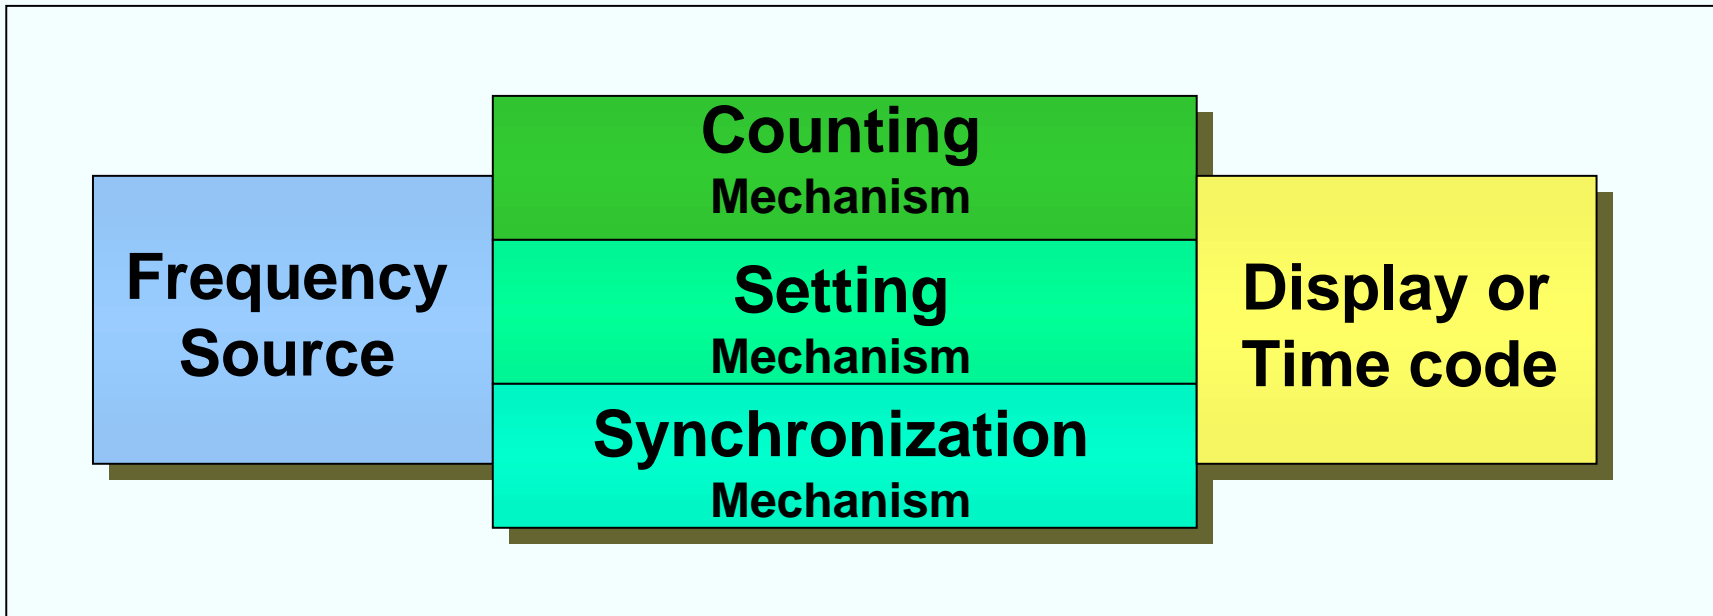 Frequency
Source
Counting
Mechanism
Setting
Mechanism
Synchronization
Mechanism
Display or
Time code